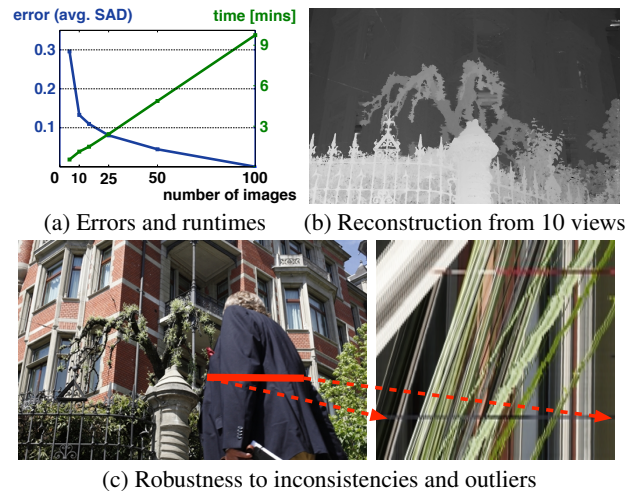 error (avg. SAD) time [mins]
0.3 9
0.2 6
0.1 3
0 10 25 50 100
number of images
(a) Errors and runtimes
(b) Reconstruction from 10 views
(c) Robustness to inconsistencies and outliers